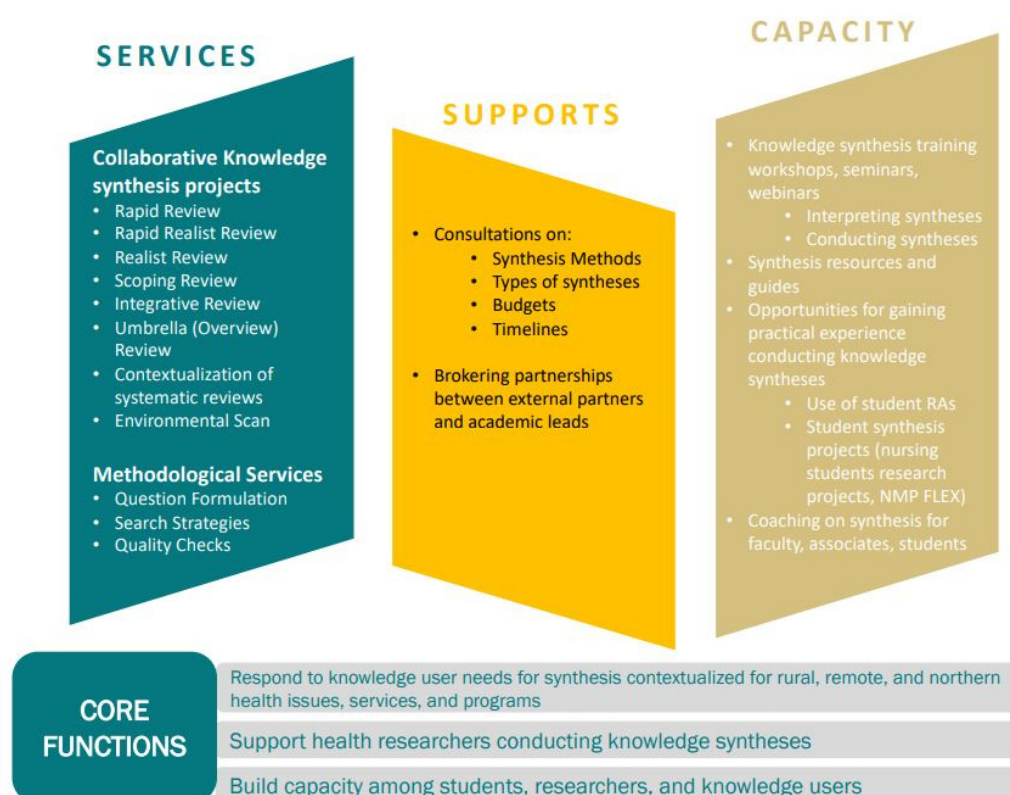 SERVICES
Collaborative Knowledge
synthesis projects
• Rapid Review
• Rapid Realist Review
• Realist Review
• Scoping Review
• Integrative Review
• Umbrella (Overview)
Review
• Contextualization of
systematic reviews
• Environmental Scan
Methodological Services
• Question Formulation
• Search Strategies
• Quality Checks
SUPPORTS
• Consultations on:
• Synthesis Methods
• Types of syntheses
• Budgets
• Timelines
• Brokering partnerships
between external partners
and academic leads
CAPACITY
• Knowledge synthesis training
workshops, seminars,
webinars
• Interpreting syntheses
• Conducting syntheses
• Synthesis resources and
guides
• Opportunities for gaining
practical experience
conducting knowledge
syntheses
• Use of student RAs
• Student synthesis
projects (nursing
students research
projects, NMP FLEX)
• Coaching on synthesis for
faculty, associates, students
CORE
FUNCTIONS
Respond to knowledge user needs for synthesis contextualized for rural, remote, and northern
health issues, services, and programs
Support health researchers conducting knowledge syntheses
Build capacity among students, researchers, and knowledge users